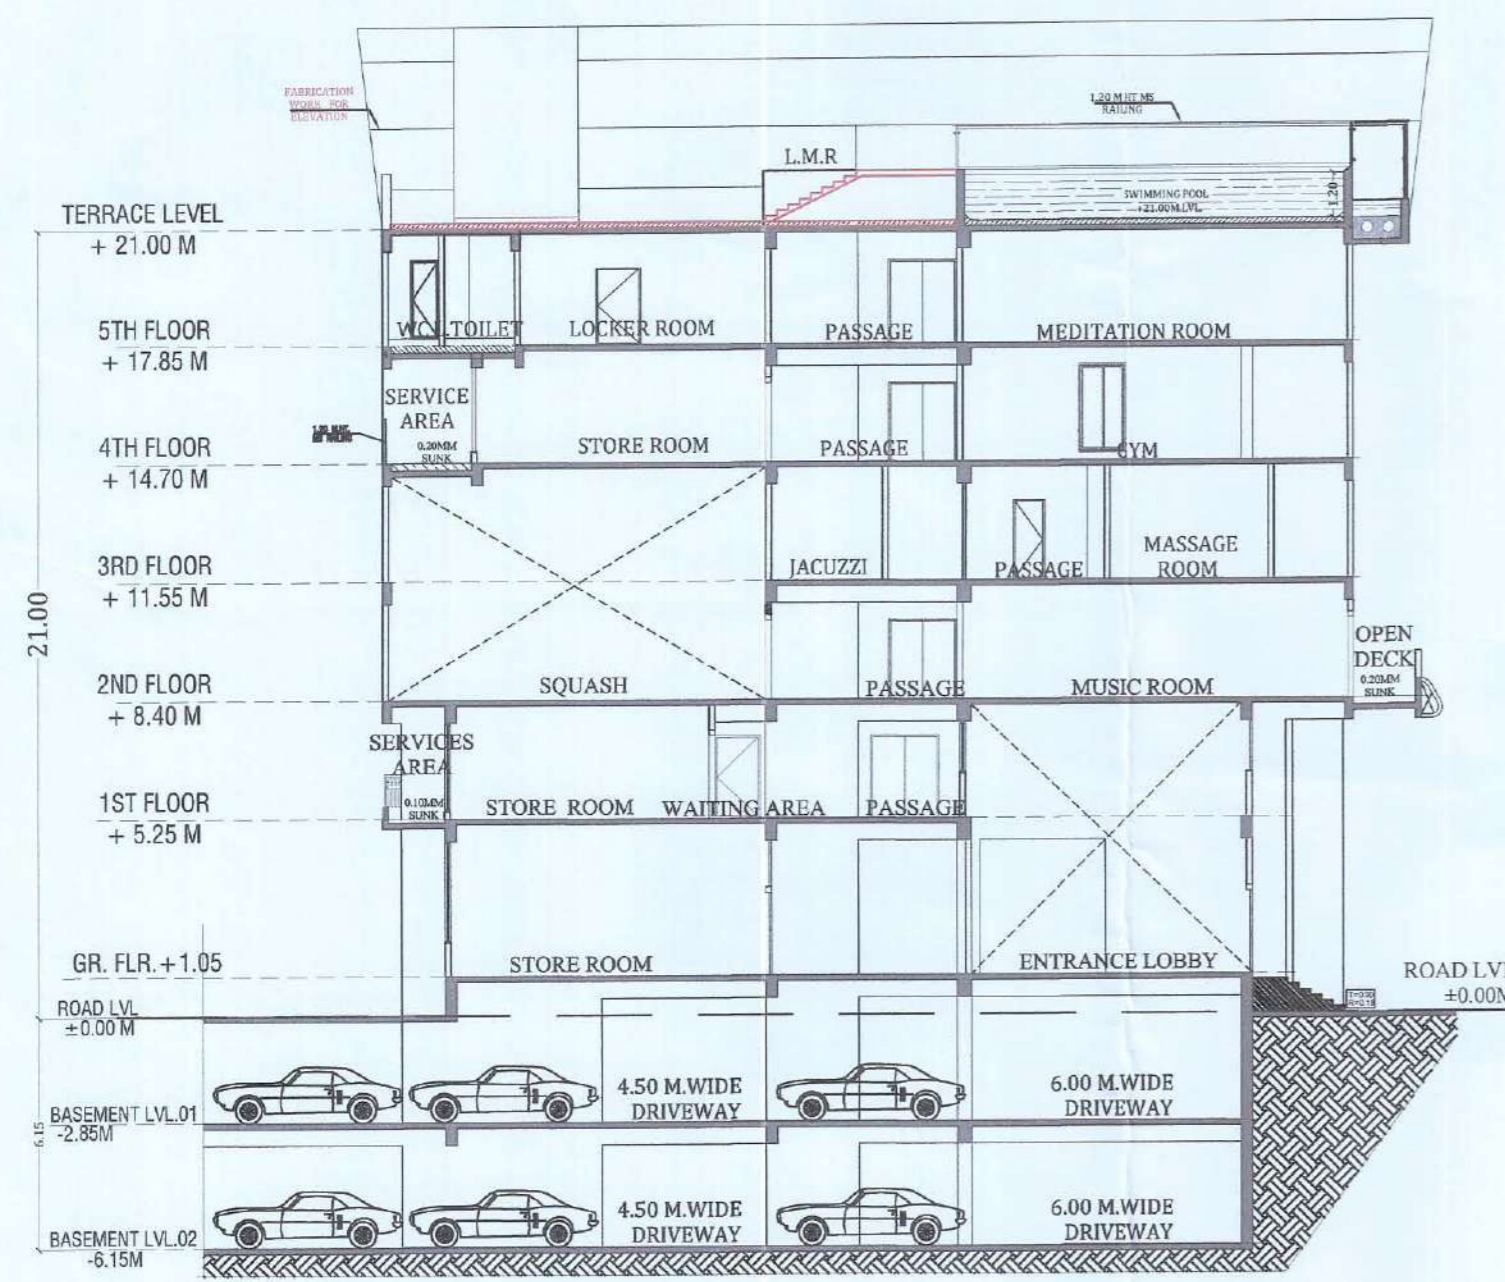 FABRICATION
WORK FOR
ELEVATION
1.20 M HT MS
RAILING
L.M.R
SWIMMING POOL
+21.00M LVL.
1.20
TERRACE LEVEL
+ 21.00 M
5TH FLOOR
+ 17.85 M
WC
TOILET
LOCKER ROOM
PASSAGE
MEDITATION ROOM
SERVICE
AREA
0.20MM
SUNK
4TH FLOOR
+ 14.70 M
STORE ROOM
PASSAGE
GYM
3RD FLOOR
+ 11.55 M
JACUZZI
PASSAGE
MASSAGE
ROOM
21.00
2ND FLOOR
+ 8.40 M
SQUASH
PASSAGE
MUSIC ROOM
OPEN
DECK
0.20MM
SUNK
SERVICES
AREA
0.10MM
SUNK
1ST FLOOR
+ 5.25 M
STORE ROOM
WAITING AREA
PASSAGE
GR. FLR. +1.05
STORE ROOM
ENTRANCE LOBBY
ROAD LVL
±0.00 M
ROAD LV
±0.00M
4.50 M.WIDE
DRIVEWAY
6.00 M.WIDE
DRIVEWAY
BASEMENT LVL.01
-2.85M
6.15
4.50 M.WIDE
DRIVEWAY
6.00 M.WIDE
DRIVEWAY
BASEMENT LVL.02
-6.15M